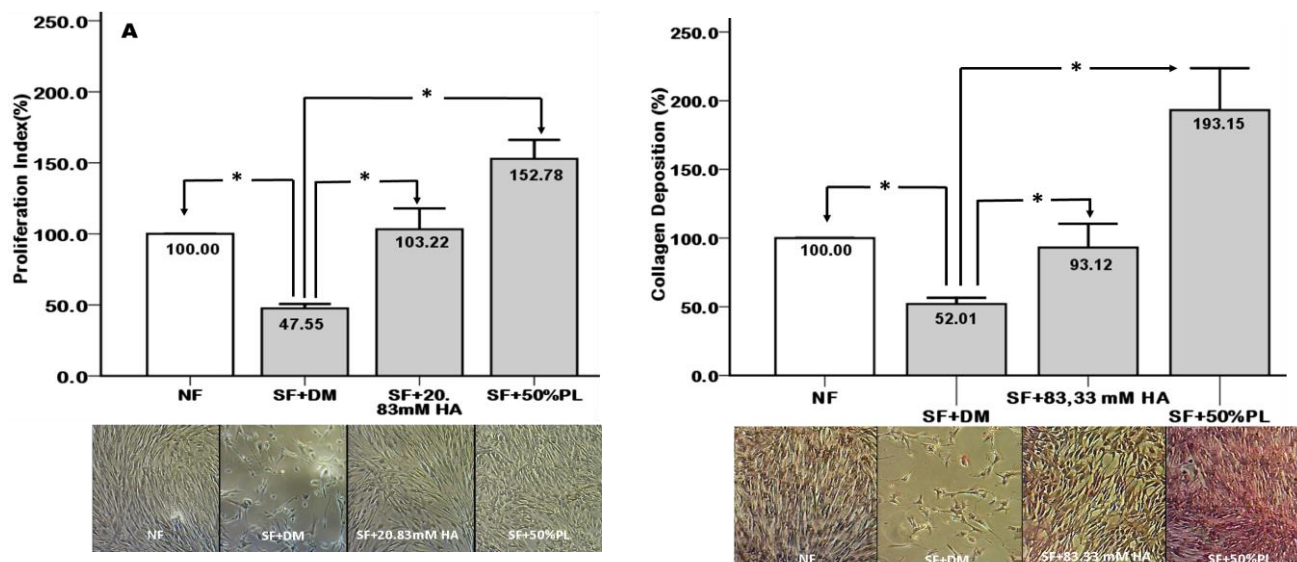 A
Proliferation Index(%)
250.0
200.0
150.0
100.0
50.0
0.0
*
*
*
100.00
47.55
103.22
152.78
NF
SF+DM
SF+20.
83mM HA
SF+50%PL
NF
SF+DM
SF+20.83mM HA
SF+50%PL
Collagen Deposition (%)
250.0
200.0
150.0
100.0
50.0
0.0
*
*
*
100.00
52.01
93.12
193.15
NF
SF+DM
SF+83,33 mM HA
SF+50%PL
NF
SF+DM
SF+83,33 mM HA
SF+50%PL